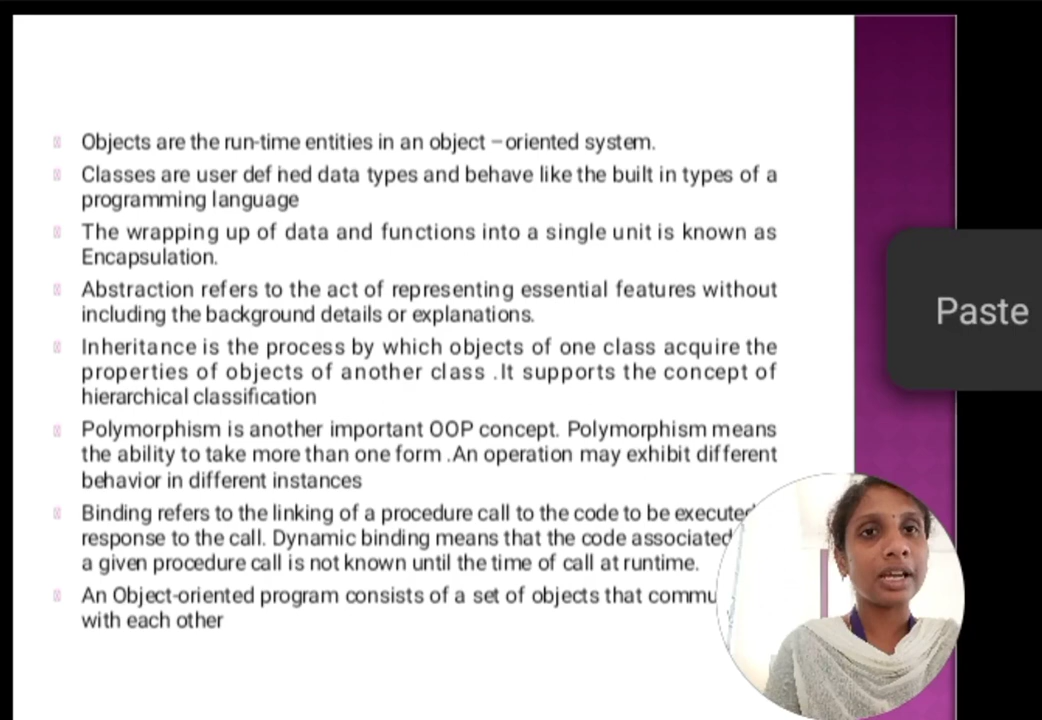 Objects are the run-time entities in an object –oriented system.
Classes are user def ned data types and behave like the built in types of a
programming language
The wrapping up of data and functions into a single unit is known as
Encapsulation.
Abstraction refers to the act of representing essential features without
including the background details or explanations.
Inheritance is the process by which objects of one class acquire the
properties of objects of another class .It supports the concept of
hierarchical classification
Polymorphism is another important OOP concept. Polymorphism means
the ability to take more than one form .An operation may exhibit different
behavior in different instances
Binding refers to the linking of a procedure call to the code to be executed
response to the call. Dynamic binding means that the code associated
a given procedure call is not known until the time of call at runtime.
An Object-oriented program consists of a set of objects that commu
with each other
Paste